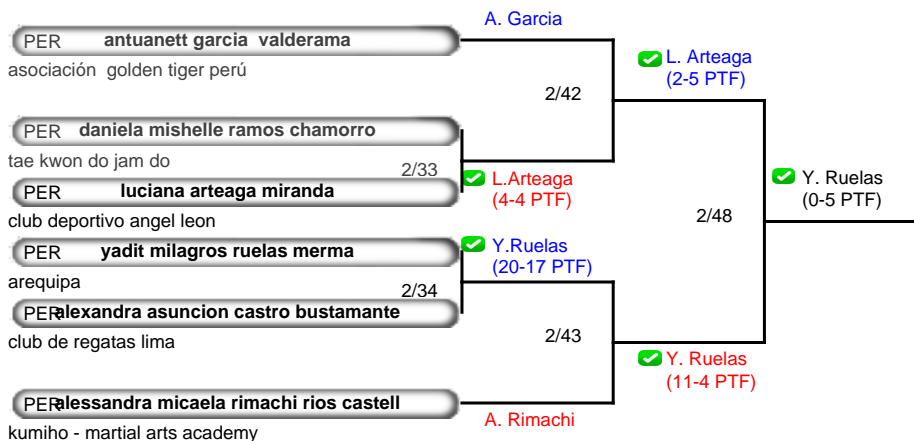 A. Garcia
PER antuanett garcia valderama
asociación golden tiger perú
L. Arteaga
(2-5 PTF)
2/42
PER daniela mishelle ramos chamorro
tae kwon do jam do
2/33
L.Arteaga
(4-4 PTF)
PER luciana arteaga miranda
club deportivo angel leon
Y. Ruelas
(0-5 PTF)
2/48
PER yadit milagros ruelas merma
arequipa
Y.Ruelas
(20-17 PTF)
2/34
PER alexandra asuncion castro bustamante
club de regatas lima
2/43
Y. Ruelas
(11-4 PTF)
PER alessandra micaela rimachi rios castell
kumiho - martial arts academy
A. Rimachi